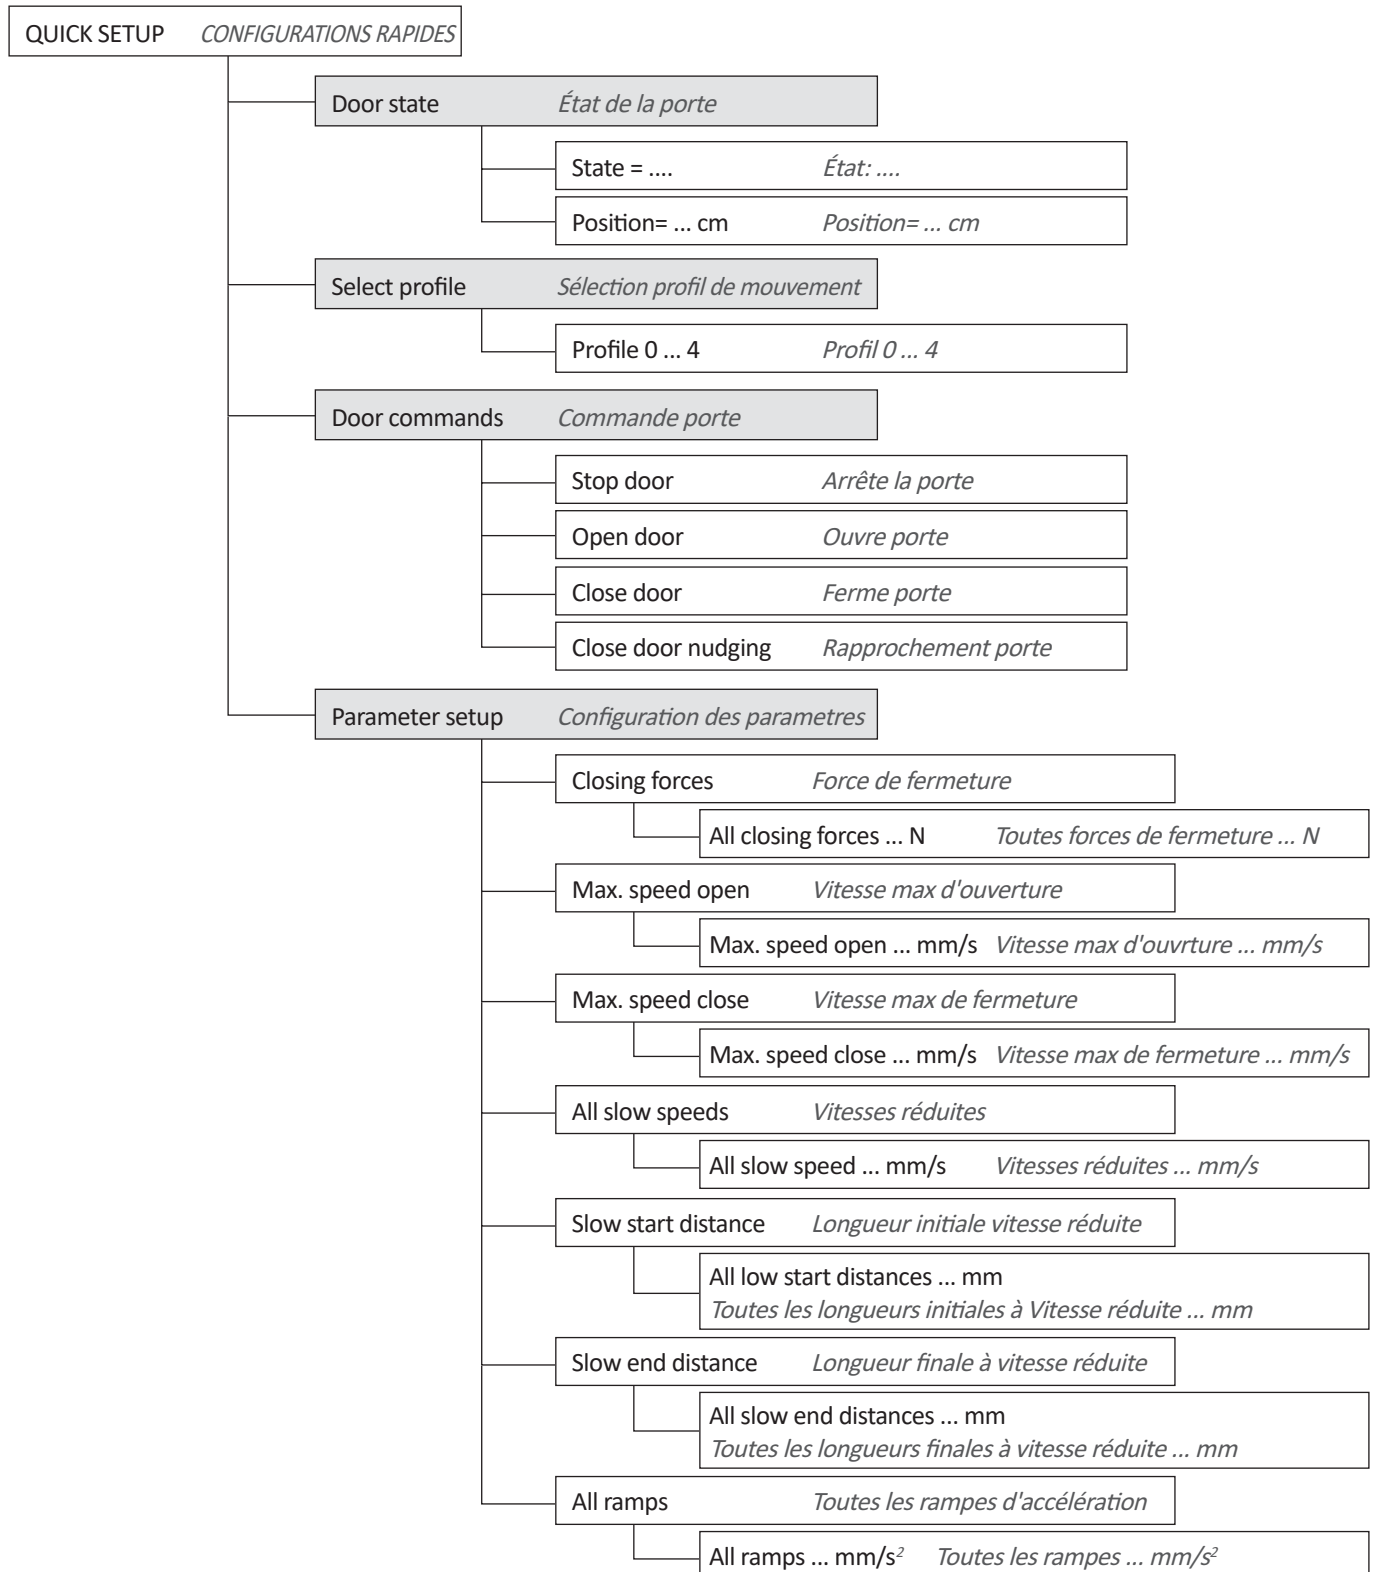 QUICK SETUP CONFIGURATIONS RAPIDES
Door state État de la porte
State = .... État: ....
Position= ... cm Position= ... cm
Select profile Sélection profil de mouvement
Profile 0 ... 4 Profil 0 ... 4
Door commands Commande porte
Stop door Arrête la porte
Open door Ouvre porte
Close door Ferme porte
Close door nudging Rapprochement porte
Parameter setup Configuration des parametres
Closing forces Force de fermeture
All closing forces ... N Toutes forces de fermeture ... N
Max. speed open Vitesse max d'ouverture
Max. speed open ... mm/s Vitesse max d'ouvrture ... mm/s
Max. speed close Vitesse max de fermeture
Max. speed close ... mm/s Vitesse max de fermeture ... mm/s
All slow speeds Vitesses réduites
All slow speed ... mm/s Vitesses réduites ... mm/s
Slow start distance Longueur initiale vitesse réduite
All low start distances ... mm
Toutes les longueurs initiales à Vitesse réduite ... mm
Slow end distance Longueur finale à vitesse réduite
All slow end distances ... mm
Toutes les longueurs finales à vitesse réduite ... mm
All ramps Toutes les rampes d'accélération
All ramps ... mm/s² Toutes les rampes ... mm/s²